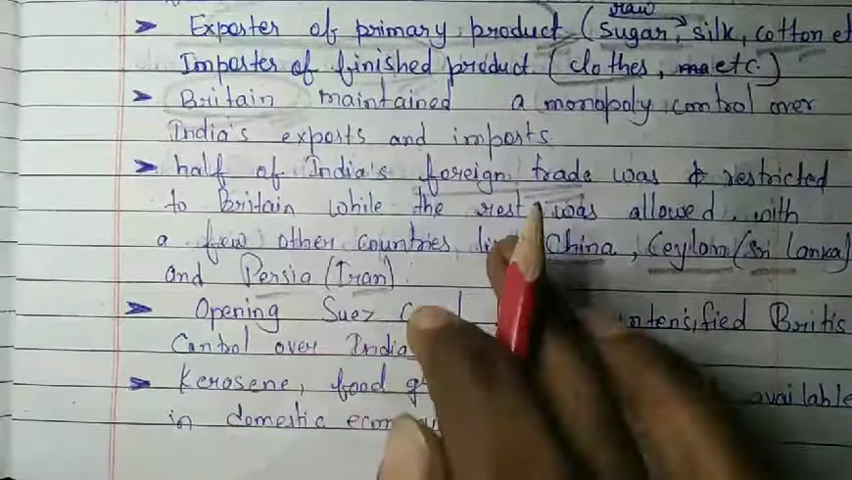 raw
Exporter of primary product (sugar, silk, cotton et
Importer of finished product (clothes, etc.)
Britain maintained a monopoly control over
India's exports and imports
half of India's foreign trade was restricted
to Britain while the rest was allowed with
a few other countries China, Ceylom (sri lanka)
and Persia (Iran).
Opening Suez intensified Britis
Control over India
Kerosene, food available
in domestic